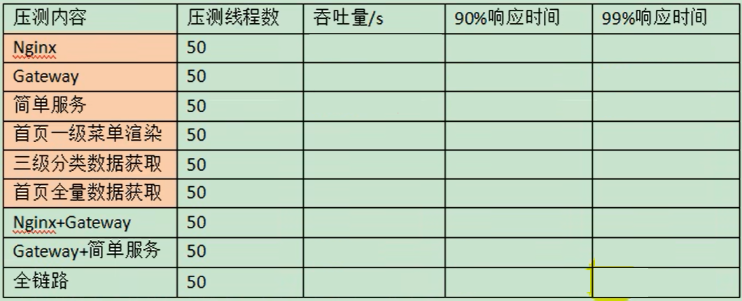 压测内容 压测线程数 吞吐量/s 90%响应时间 99%响应时间
Nginx 50
Gateway 50
简单服务 50
首页一级菜单渲染 50
三级分类数据获取 50
首页全量数据获取 50
Nginx+Gateway 50
Gateway+简单服务 50
全链路 50